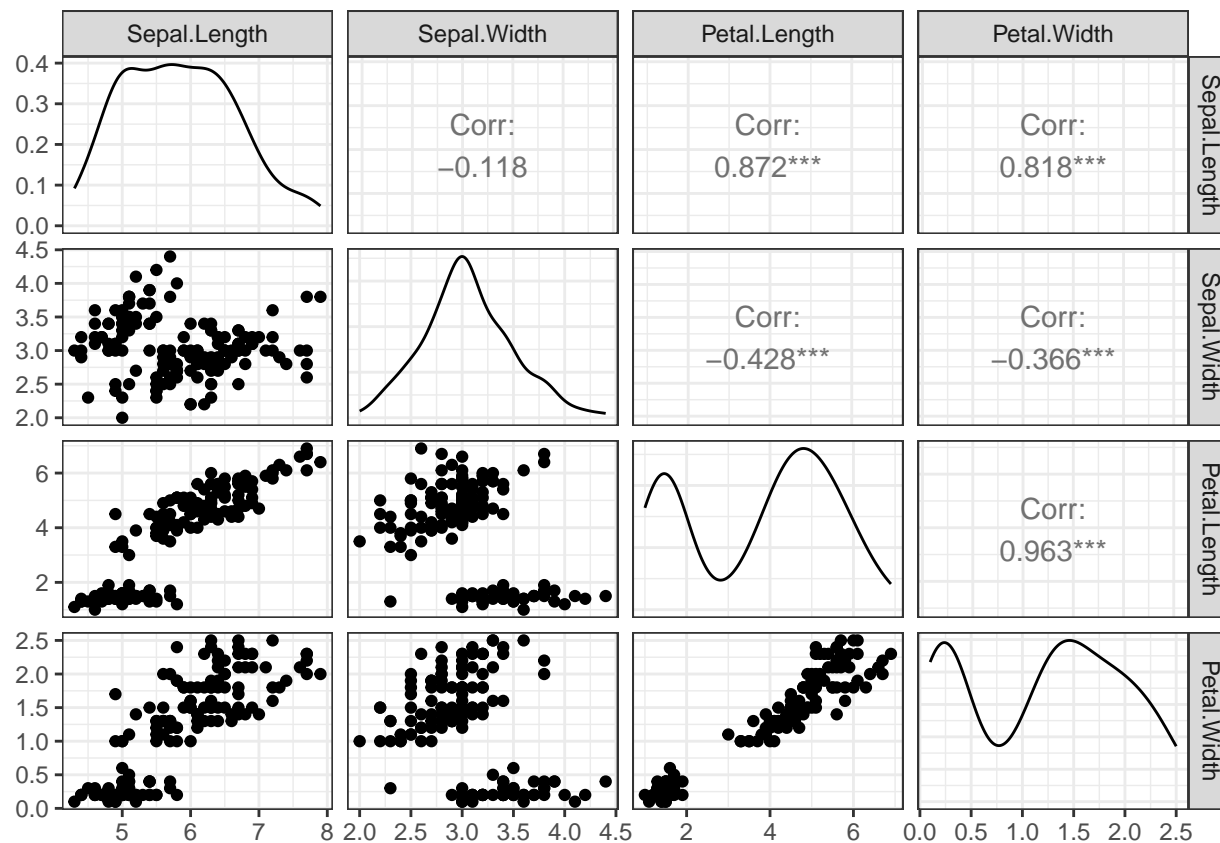 Sepal.Length Sepal.Width Petal.Length Petal.Width
0.4
0.3
0.2
0.1
0.0
Corr:
−0.118
Corr:
0.872***
Corr:
0.818***
Sepal.Length
4.5
4.0
3.5
3.0
2.5
2.0
Corr:
−0.428***
Corr:
−0.366***
Sepal.Width
6
4
2
Corr:
0.963***
Petal.Length
2.5
2.0
1.5
1.0
0.5
0.0
Petal.Width
5 6 7 8
2.0 2.5 3.0 3.5 4.0 4.5
2 4 6
0.0 0.5 1.0 1.5 2.0 2.5